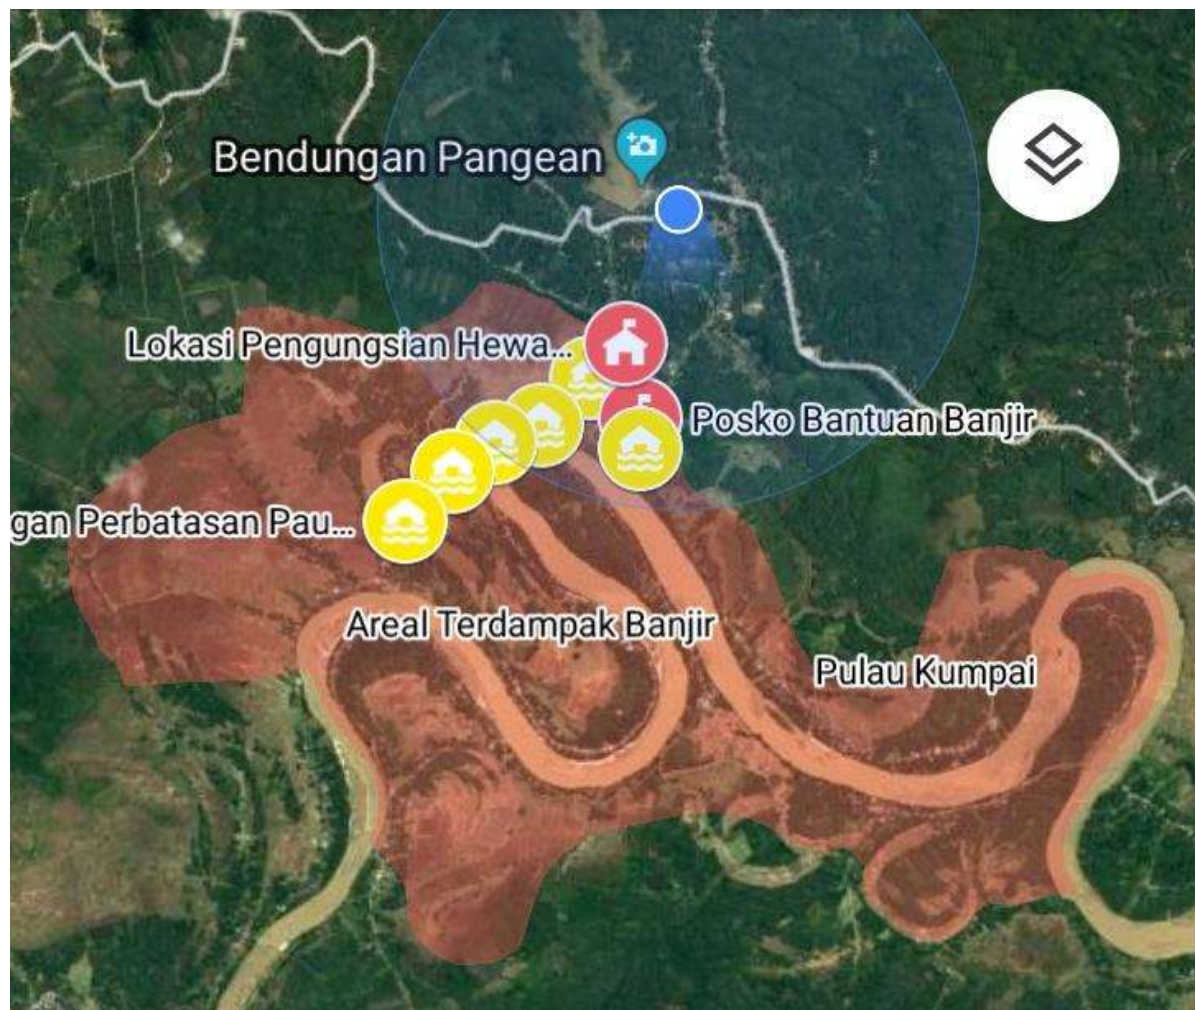 Bendungan Pangean
Lokasi Pengungsian Hewa...
Posko Bantuan Banjir
gan Perbatasan Pau...
Areal Terdampak Banjir
Pulau Kumpai